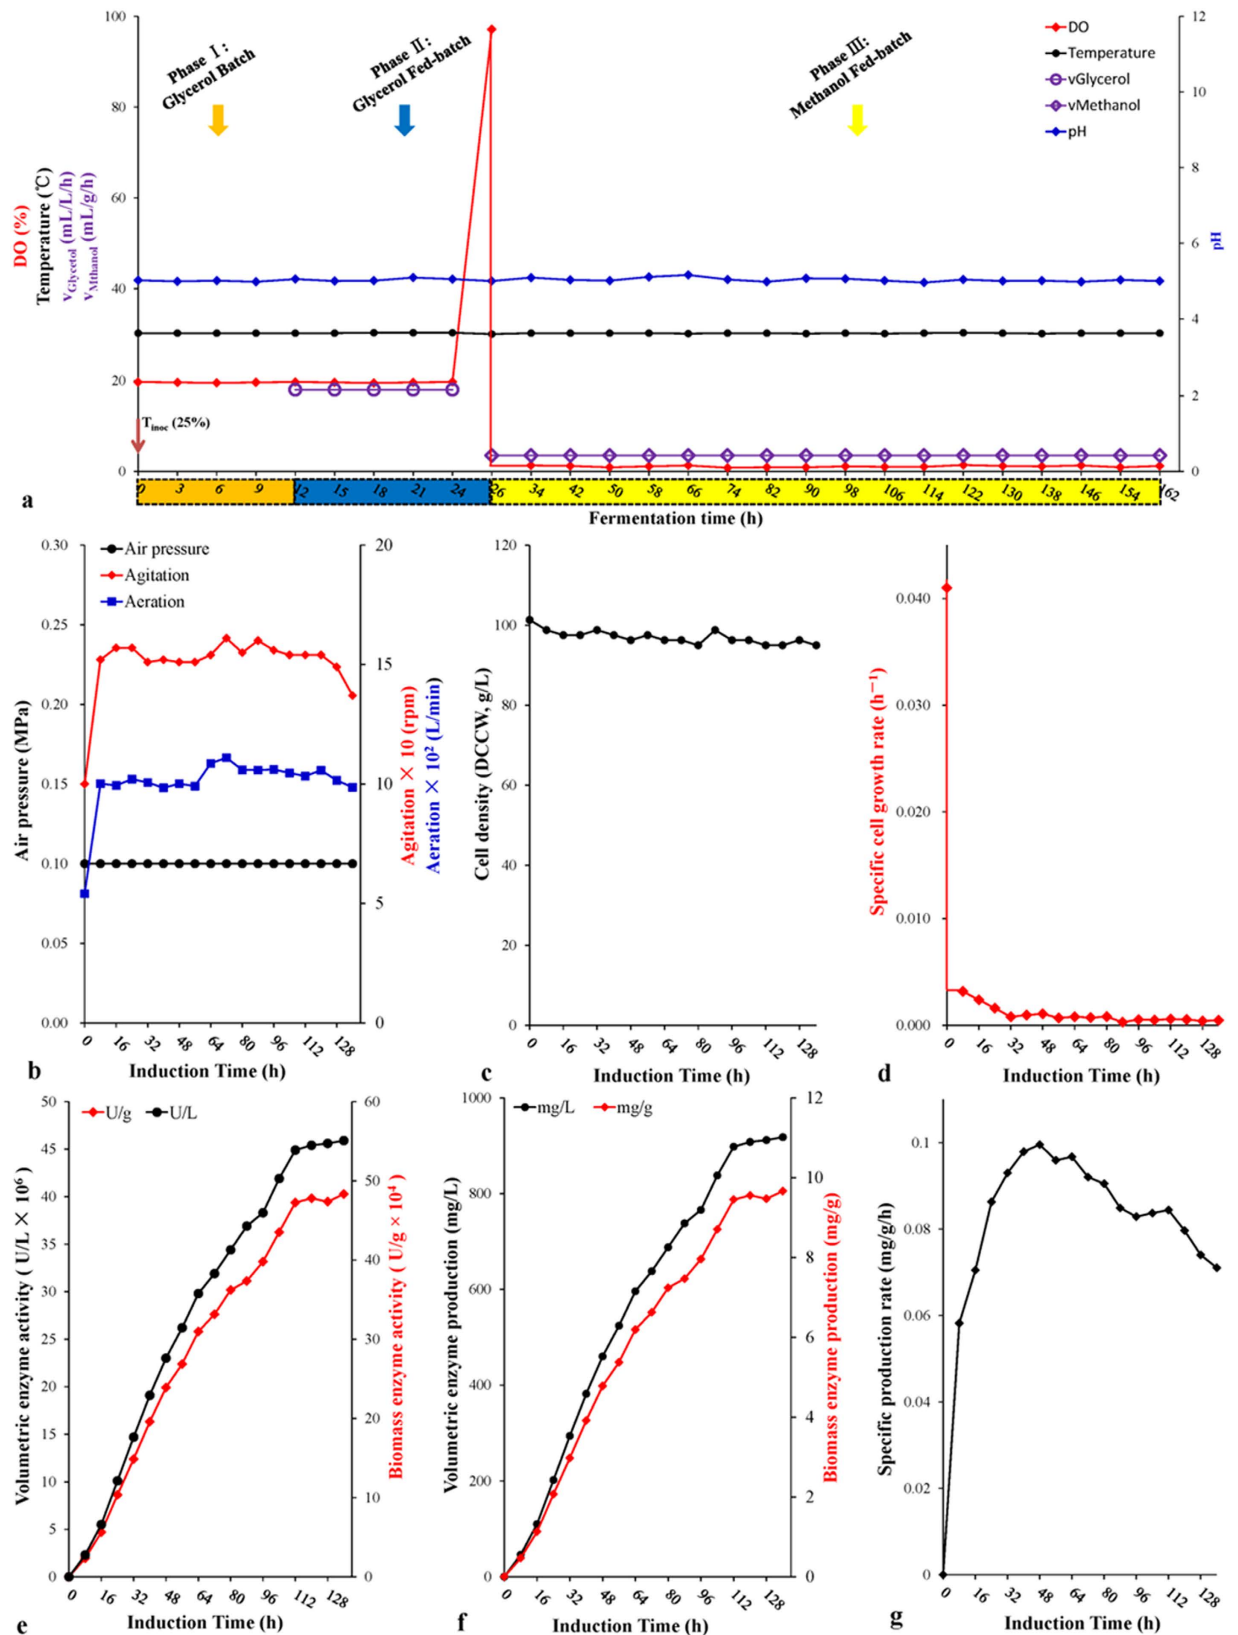 Phase Ⅰ:
Glycerol Batch
Phase Ⅱ:
Glycerol Fed-batch
Phase Ⅲ:
Methanol Fed-batch
DO
Temperature
vGlycerol
vMethanol
pH
100
80
60
40
20
0
12
10
8
6
4
2
0
DO (%)
Temperature (℃)
vGlycetol (mL/L/h)
vMthanol (mL/g/h)
pH
Tinoc (25%)
0 3 6 9 12 15 18 21 24 26 34 42 50 58 66 74 82 90 98 106 114 122 130 138 146 154 162
Fermentation time (h)
a
Air pressure
Agitation
Aeration
0.30
0.25
0.20
0.15
0.10
0.05
0.00
20
15
10
5
0
Air pressure (MPa)
Agitation × 10 (rpm)
Aeration × 10² (L/min)
0 16 32 48 64 80 96 112 128
Induction Time (h)
b
120
100
80
60
40
20
0
Cell density (DCCW, g/L)
0 16 32 48 64 80 96 112 128
Induction Time (h)
c
0.040
0.030
0.020
0.010
0.000
Specific cell growth rate (h⁻¹)
0 16 32 48 64 80 96 112 128
Induction Time (h)
d
U/g
U/L
50
45
40
35
30
25
20
15
10
5
0
60
50
40
30
20
10
0
Volumetric enzyme activity ( U/L × 10⁶)
Biomass enzyme activity ( U/g × 10⁴)
0 16 32 48 64 80 96 112 128
Induction Time (h)
e
mg/L
mg/g
1000
800
600
400
200
0
12
10
8
6
4
2
0
Volumetric enzyme production (mg/L)
Biomass enzyme production (mg/g)
0 16 32 48 64 80 96 112 128
Induction Time (h)
f
0.1
0.08
0.06
0.04
0.02
0
Specific production rate (mg/g/h)
0 16 32 48 64 80 96 112 128
Induction Time (h)
g